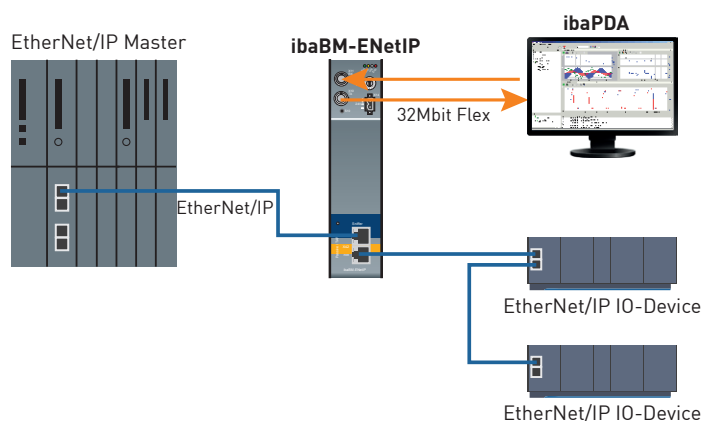 EtherNet/IP Master
ibaBM-ENetIP
ibaPDA
32Mbit Flex
EtherNet/IP
EtherNet/IP IO-Device
EtherNet/IP IO-Device